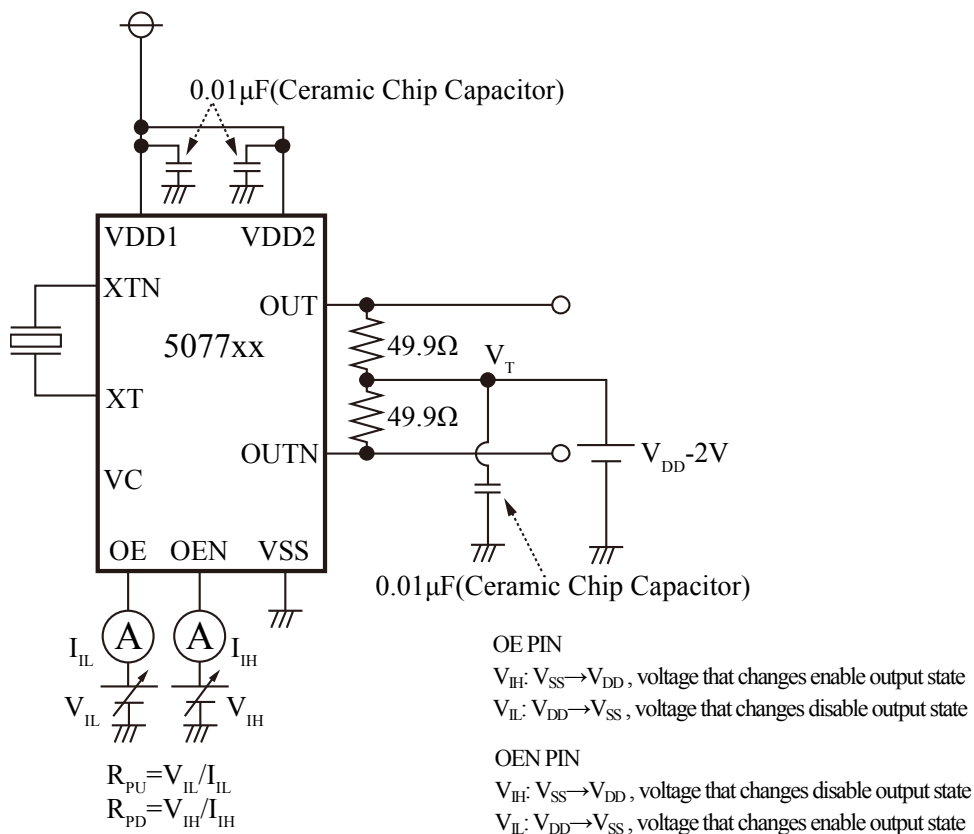 0.01μF(Ceramic Chip Capacitor)
VDD1 VDD2
XTN
OUT
49.9Ω
5077xx
V_T
XT
49.9Ω
OUTN
V_DD-2V
VC
OE OEN VSS
0.01μF(Ceramic Chip Capacitor)
A A
I_IL I_IH
V_IL V_IH
R_PU=V_IL/I_IL
R_PD=V_IH/I_IH
OE PIN
V_IH: V_SS→V_DD , voltage that changes enable output state
V_IL: V_DD→V_SS , voltage that changes disable output state
OEN PIN
V_IH: V_SS→V_DD , voltage that changes disable output state
V_IL: V_DD→V_SS , voltage that changes enable output state